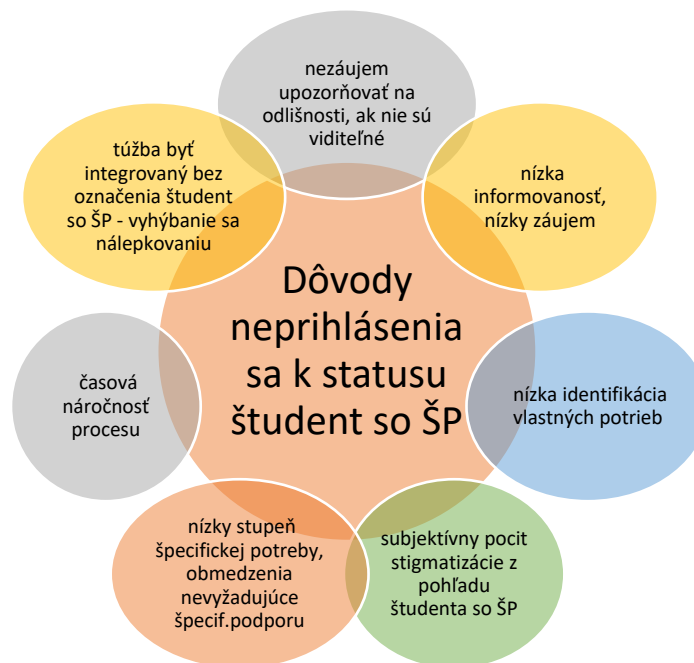 nezáujem
upozorňovať na
odlišnosti, ak nie sú
viditeľné
nízka
informovanosť,
nízky záujem
nízka identifikácia
vlastných potrieb
subjektívny pocit
stigmatizácie z
pohľadu
študenta so ŠP
nízky stupeň
špecifickej potreby,
obmedzenia
nevyžadujúce
špecif.podporu
časová
náročnosť
procesu
túžba byť
integrovaný bez
označenia študent
so ŠP - vyhýbanie sa
nálepkovaniu
Dôvody
neprihlásenia
sa k statusu
študent so ŠP